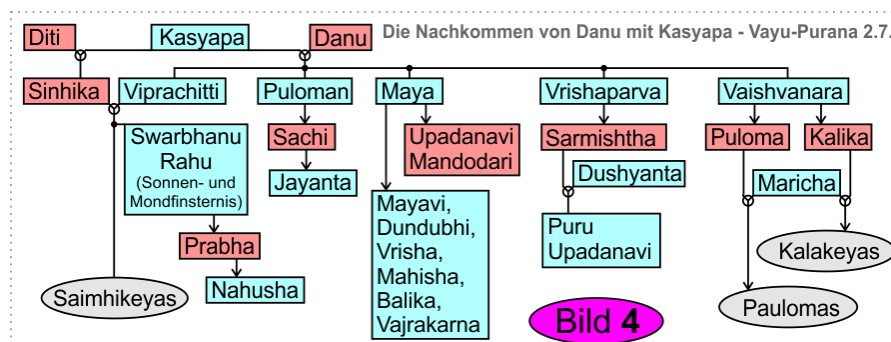 Die Nachkommen von Danu mit Kasyapa - Vayu-Purana 2.7.
Diti
Kasyapa
Danu
Sinhika
Viprachitti
Puloman
Maya
Vrishaparva
Vaishvanara
Swarbhanu
Rahu
(Sonnen- und
Mondfinsternis)
Sachi
Upadanavi
Mandodari
Sarmishtha
Puloma
Kalika
Jayanta
Dushyanta
Maricha
Mayavi,
Dundubhi,
Vrisha,
Mahisha,
Balika,
Vajrakarna
Puru
Upadanavi
Prabha
Kalakeyas
Saimhikeyas
Nahusha
Paulomas
Bild 4